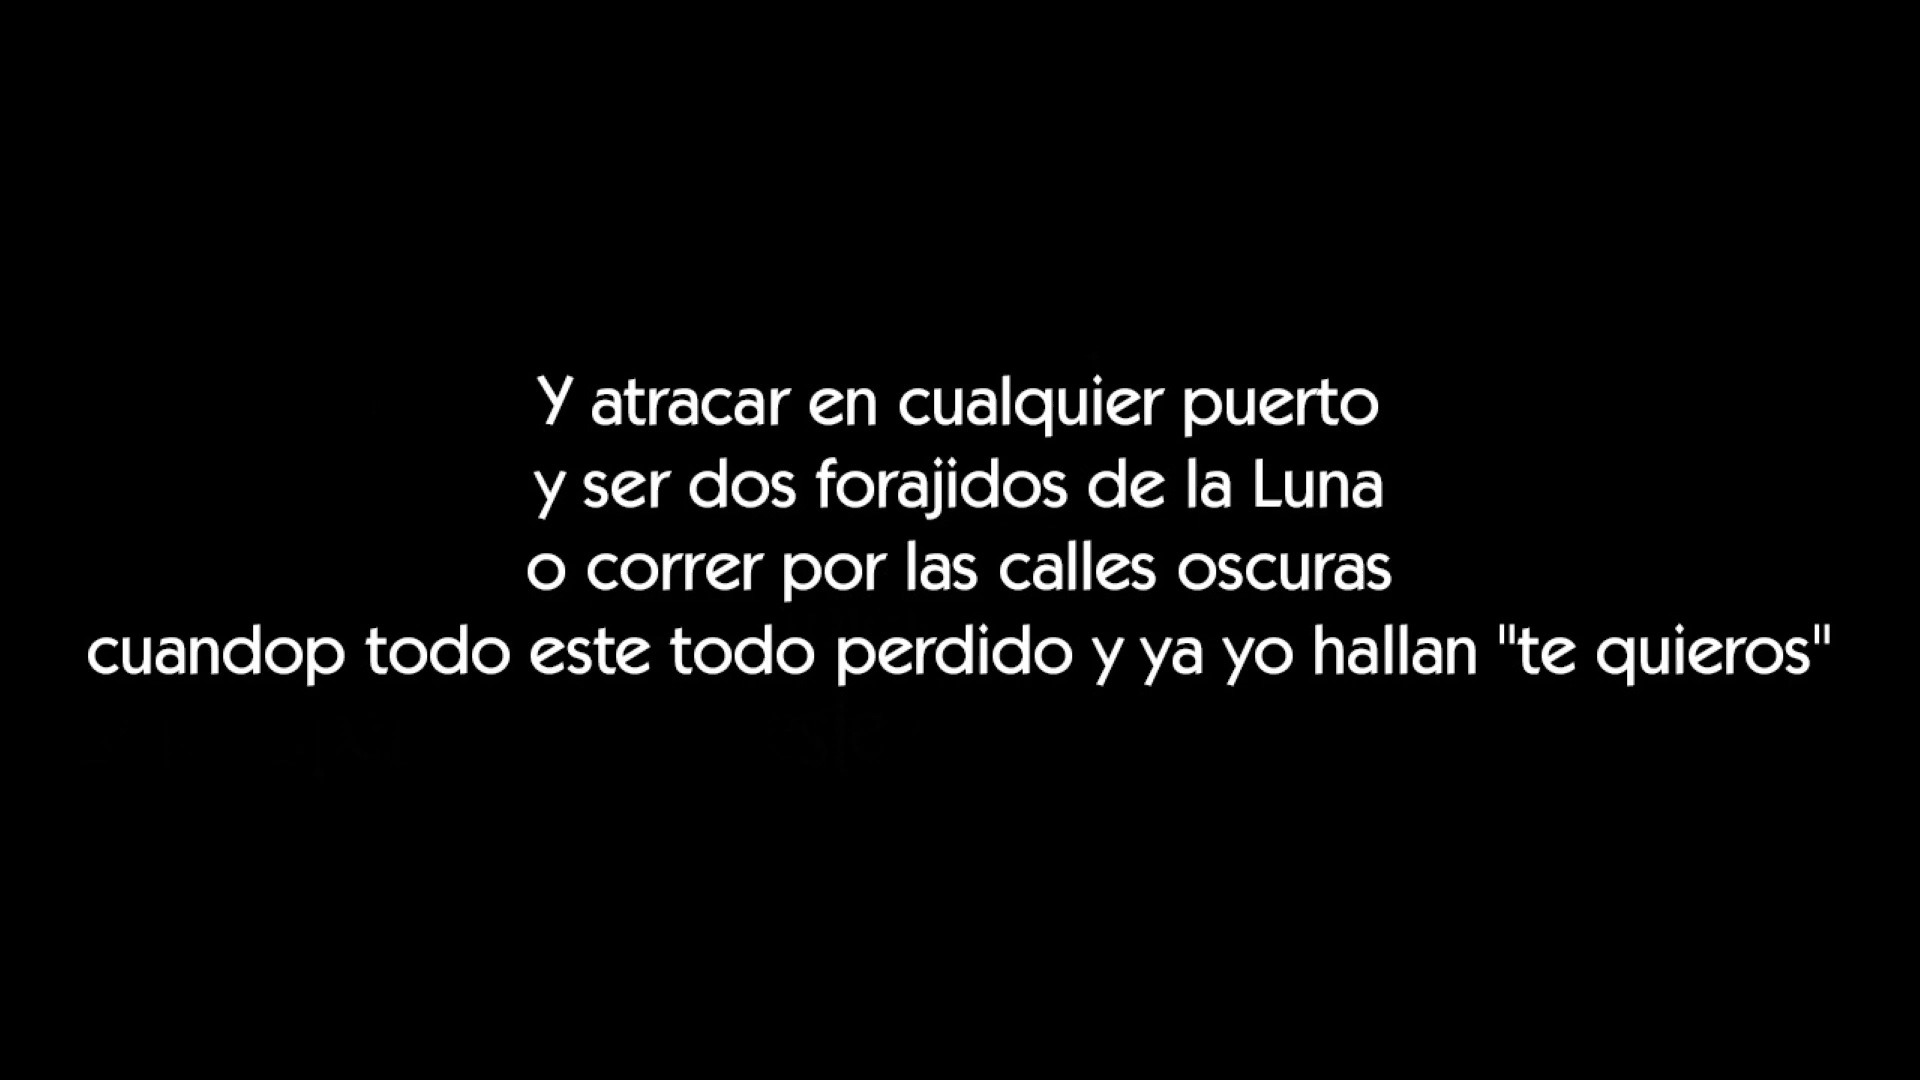 Y atracar en cualquier puerto
y ser dos forajidos de la Luna
o correr por las calles oscuras
cuandop todo este todo perdido y ya yo hallan "te quieros"